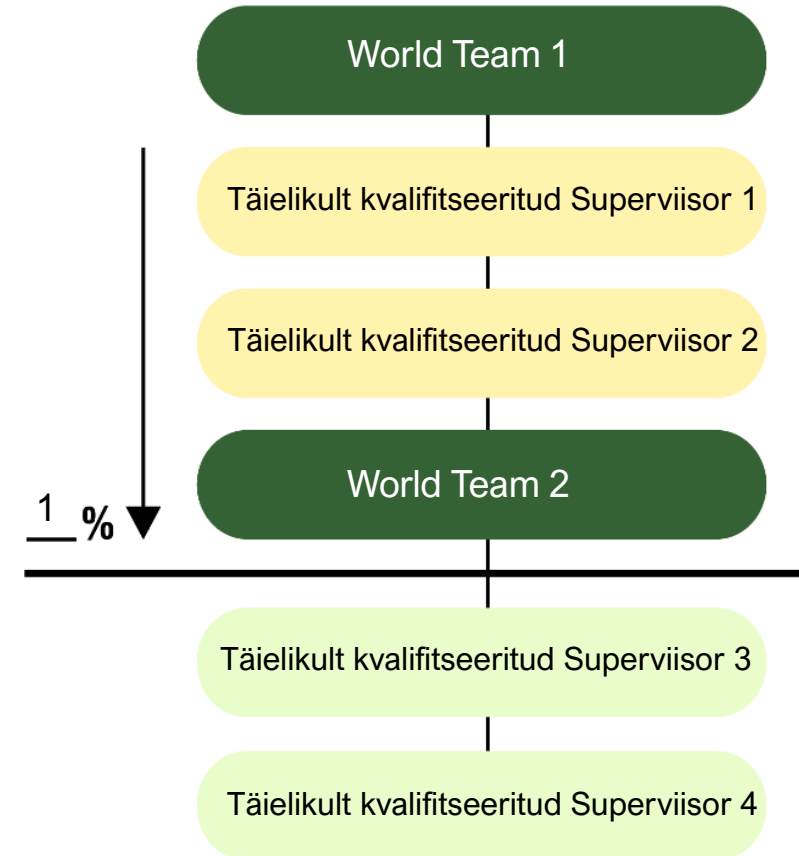 World Team 1
Täielikult kvalifitseeritud Superviisor 1
Täielikult kvalifitseeritud Superviisor 2
World Team 2
1 %
Täielikult kvalifitseeritud Superviisor 3
Täielikult kvalifitseeritud Superviisor 4